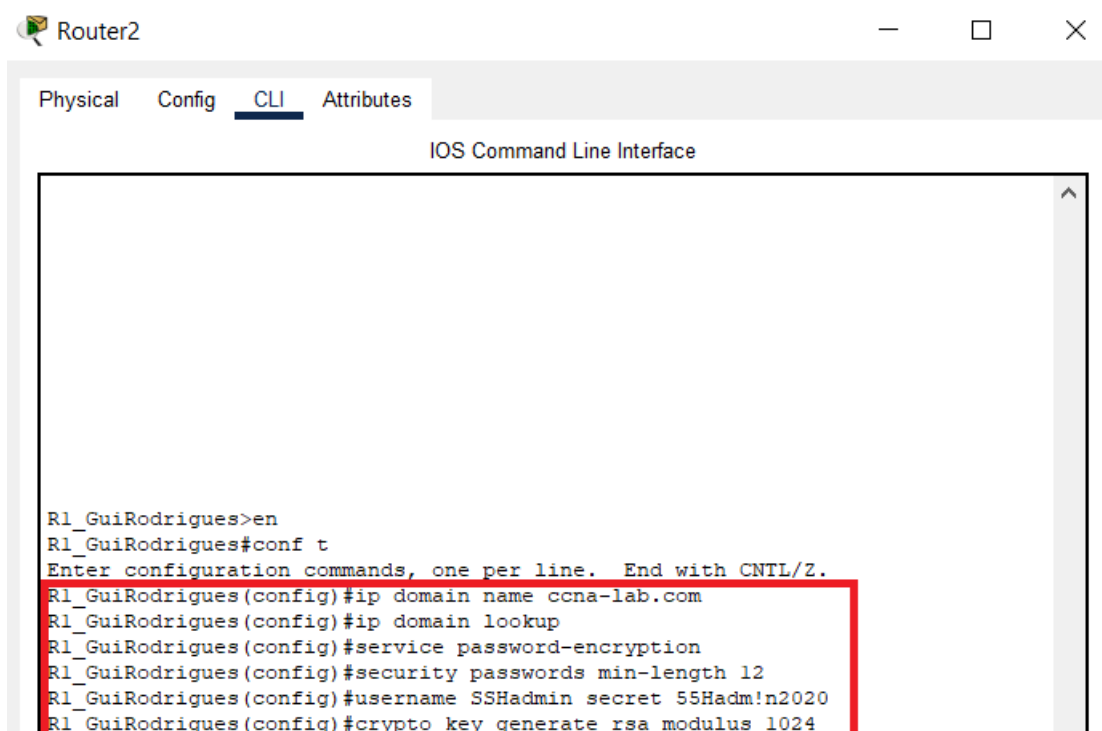 Router2
Physical Config CLI Attributes
IOS Command Line Interface
R1_GuiRodrigues>en
R1_GuiRodrigues#conf t
Enter configuration commands, one per line.  End with CNTL/Z.
R1_GuiRodrigues(config)#ip domain name ccna-lab.com
R1_GuiRodrigues(config)#ip domain lookup
R1_GuiRodrigues(config)#service password-encryption
R1_GuiRodrigues(config)#security passwords min-length 12
R1_GuiRodrigues(config)#username SSHadmin secret 55Hadm!n2020
R1_GuiRodrigues(config)#crypto key generate rsa modulus 1024